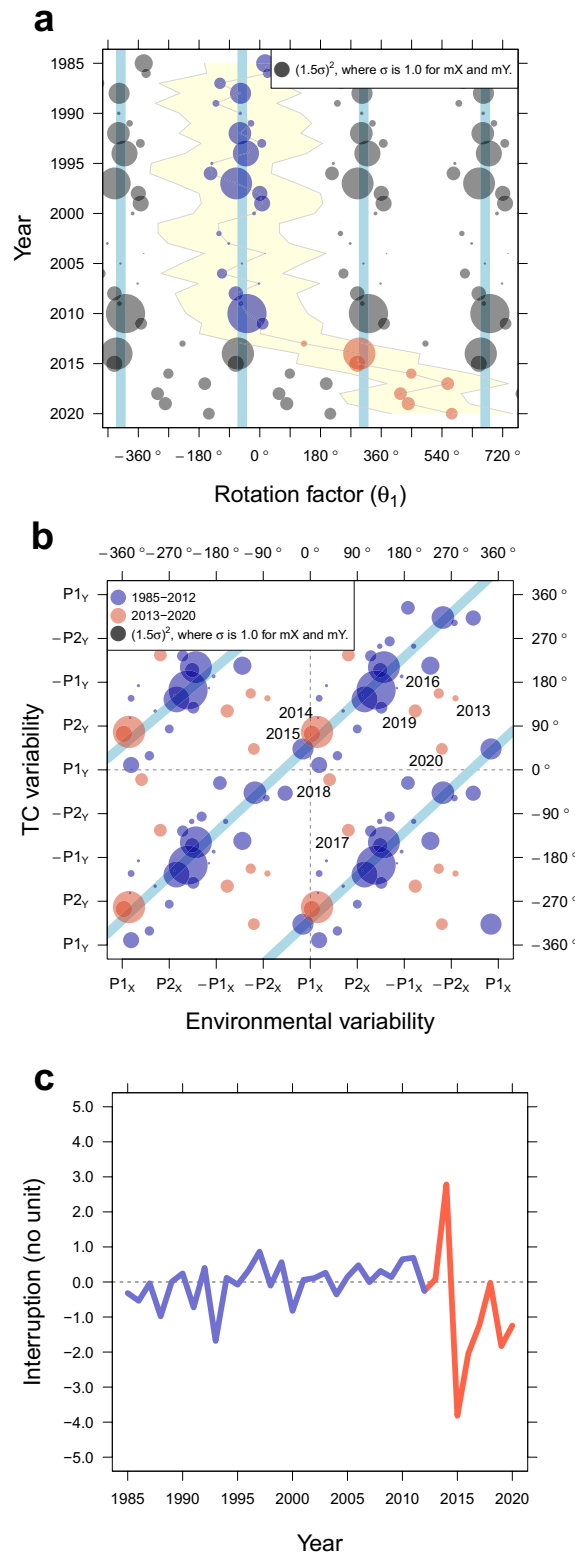 a
(1.5σ)², where σ is 1.0 for mX and mY.
1985
1990
1995
2000
2005
2010
2015
2020
Year
−360 ° −180 0 ° 180 360 ° 540 ° 720 °
Rotation factor (θ₁)
b
−360 ° −270 ° −180 ° −90 ° 0 ° 90 ° 180 ° 270 ° 360 °
1985−2012
2013−2020
(1.5σ)², where σ is 1.0 for mX and mY.
P1Y 360 °
−P2Y 270 °
−P1Y 180 °
P2Y 90 °
P1Y 0 °
−P2Y −90 °
−P1Y −180 °
P2Y −270 °
P1Y −360 °
TC variability
2016
2014
2013
2015
2019
2020
2018
2017
P1X P2X −P1X −P2X P1X P2X −P1X −P2X P1X
Environmental variability
c
5.0
4.0
3.0
2.0
1.0
0.0
−1.0
−2.0
−3.0
−4.0
−5.0
Interruption (no unit)
1985 1990 1995 2000 2005 2010 2015 2020
Year